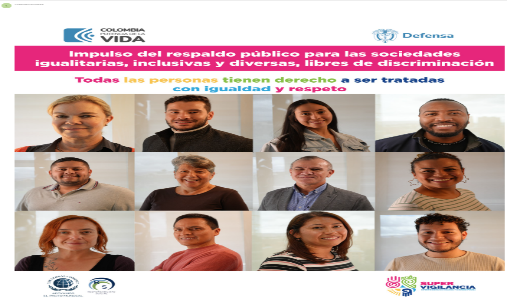 COLOMBIA
POTENCIA DE LA
VIDA
Defensa
Impulso del respaldo público para las sociedades
igualitarias, inclusivas y diversas, libres de discriminación
Todas las personas tienen derecho a ser tratadas
con igualdad y respeto
SUPER
VIGILANCIA